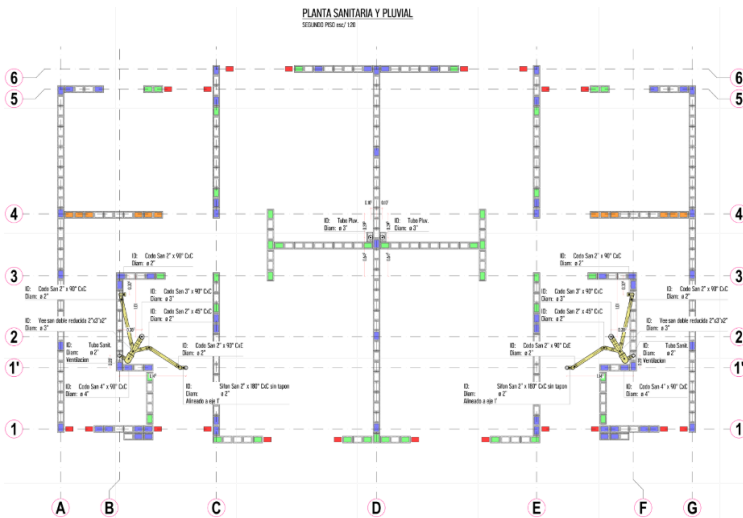 PLANTA SANITARIA Y PLUVIAL
SEGUNDO PISO esc/ 1:20
6
6
5
5
4
4
ID: Tubo Pluv.
Diam: ø 3"
ID: Tubo Pluv.
Diam: ø 3"
ID: Codo San 2" x 90° CxC
Diam: ø 2"
ID: Codo San 2" x 90° CxC
Diam: ø 2"
3
3
ID: Codo San 2" x 90° CxC
Diam: ø 2"
ID: Codo San 3" x 90° CxC
Diam: ø 3"
ID: Codo San 3" x 90° CxC
Diam: ø 3"
ID: Codo San 2" x 90° CxC
Diam: ø 2"
ID: Codo San 2" x 45° CxC
Diam: ø 2"
ID: Codo San 2" x 45° CxC
Diam: ø 2"
ID: Yee san doble reducida 3"x3"x2"
Diam: ø 3"
ID: Yee san doble reducida 3"x3"x2"
Diam: ø 3"
2
2
ID: Tubo Sanit.
Diam: ø 2"
Ventilacion
ID: Codo San 2" x 90° CxC
Diam: ø 2"
ID: Codo San 2" x 90° CxC
Diam: ø 2"
ID: Tubo Sanit.
Diam: ø 2"
Ventilacion
1'
1'
ID: Codo San 4" x 90° CxC
Diam: ø 4"
ID: Sifon San 2" x 180° CxC sin tapon
Diam: ø 2"
Alineado a eje 1'
ID: Sifon San 2" x 180° CxC sin tapon
Diam: ø 2"
Alineado a eje 1'
ID: Codo San 4" x 90° CxC
Diam: ø 4"
1
1
A B C D E F G